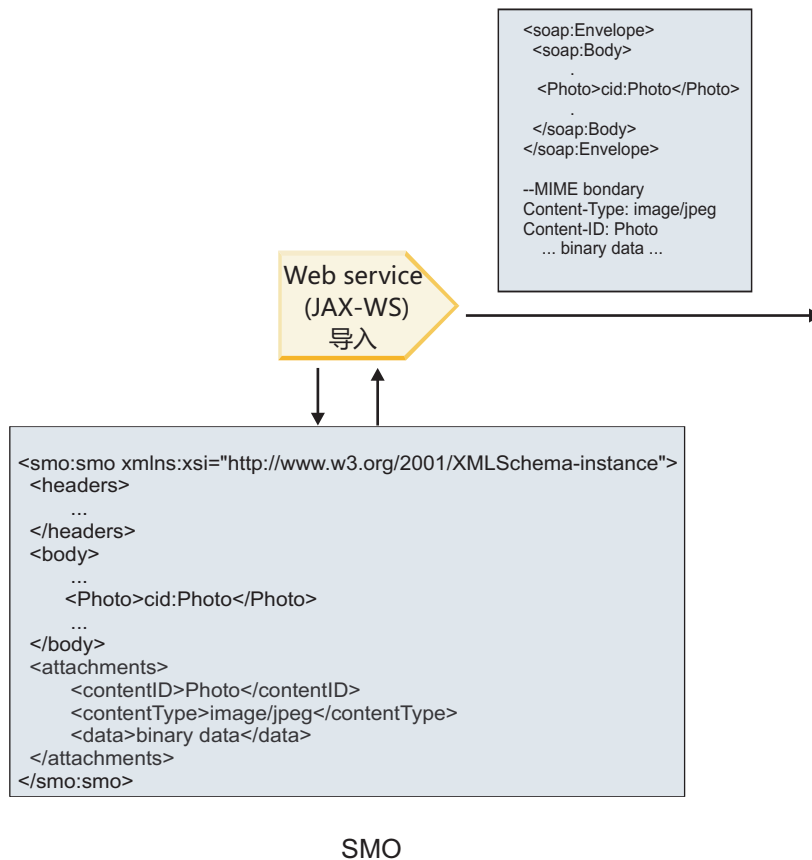 <soap:Envelope>
<soap:Body>
.
<Photo>cid:Photo</Photo>
.
</soap:Body>
</soap:Envelope>
--MIME bondary
Content-Type: image/jpeg
Content-ID: Photo
... binary data ...
Web service
(JAX-WS)
导入
<smo:smo xmlns:xsi="http://www.w3.org/2001/XMLSchema-instance">
<headers>
...
</headers>
<body>
...
<Photo>cid:Photo</Photo>
...
</body>
<attachments>
<contentID>Photo</contentID>
<contentType>image/jpeg</contentType>
<data>binary data</data>
</attachments>
</smo:smo>
SMO